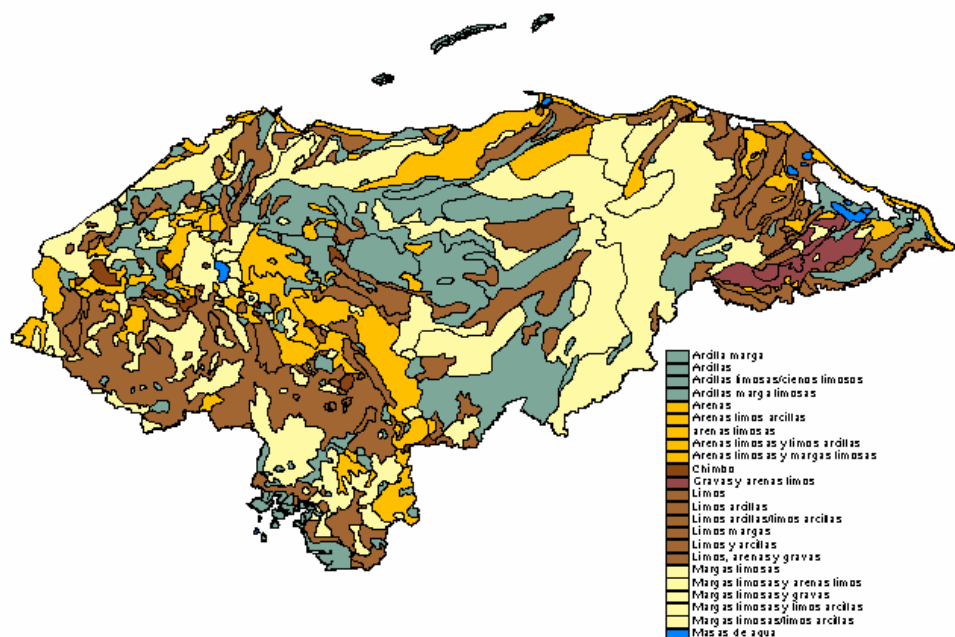 Arcilla marga
Arcillas
Arcillas limosas/cienos limosos
Arcillas marga limosas
Arenas
Arenas limos arcillas
arenas limosas
Arenas limosas y limos arcillas
Arenas limosas y margas limosas
Chimbo
Gravas y arenas limos
Limos
Limos arcillas
Limos arcillas/limos arcillas
Limos margas
Limos y arcillas
Limos, arenas y gravas
Margas limosas
Margas limosas y arenas limos
Margas limosas y gravas
Margas limosas y limos arcillas
Margas limosas/limos arcillas
Masas de agua